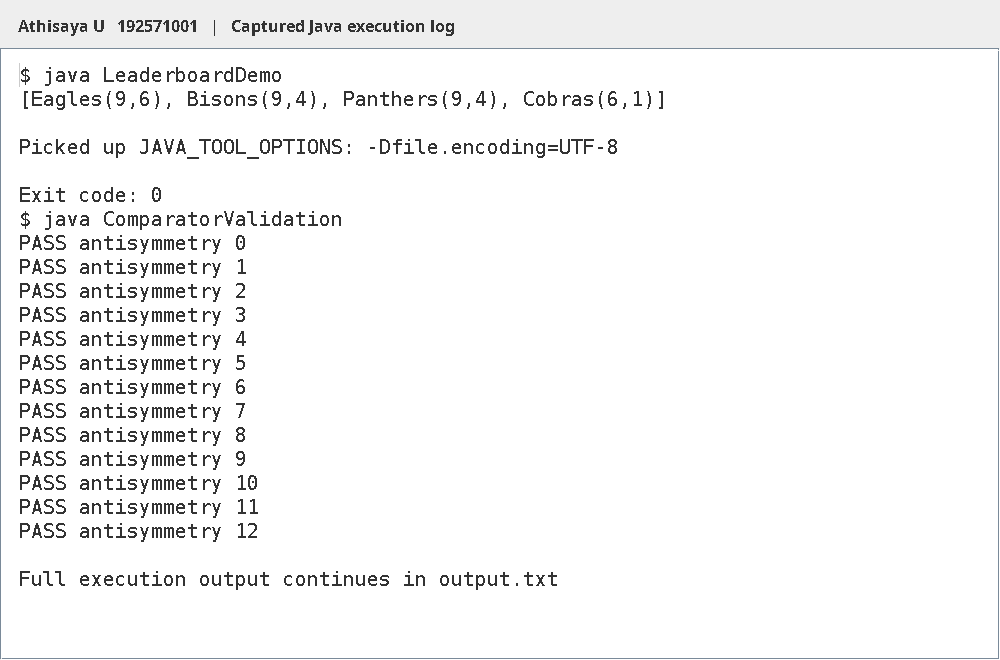 Athisaya U 192571001 | Captured Java execution log
$ java LeaderboardDemo
[Eagles(9,6), Bisons(9,4), Panthers(9,4), Cobras(6,1)]
Picked up JAVA_TOOL_OPTIONS: -Dfile.encoding=UTF-8
Exit code: 0
$ java ComparatorValidation
PASS antisymmetry 0
PASS antisymmetry 1
PASS antisymmetry 2
PASS antisymmetry 3
PASS antisymmetry 4
PASS antisymmetry 5
PASS antisymmetry 6
PASS antisymmetry 7
PASS antisymmetry 8
PASS antisymmetry 9
PASS antisymmetry 10
PASS antisymmetry 11
PASS antisymmetry 12
Full execution output continues in output.txt